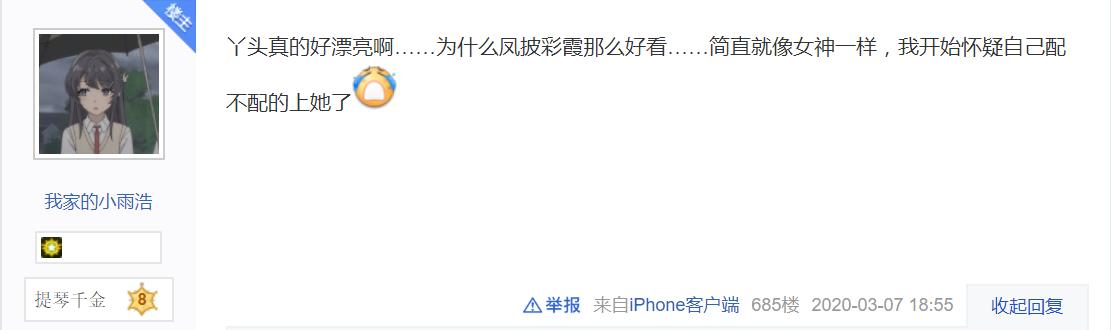 楼主
丫头真的好漂亮啊……为什么凤披彩霞那么好看……简直就像女神一样，我开始怀疑自己配
不配的上她了
我家的小雨浩
提琴千金 8
举报 来自iPhone客户端 685楼 2020-03-07 18:55 收起回复